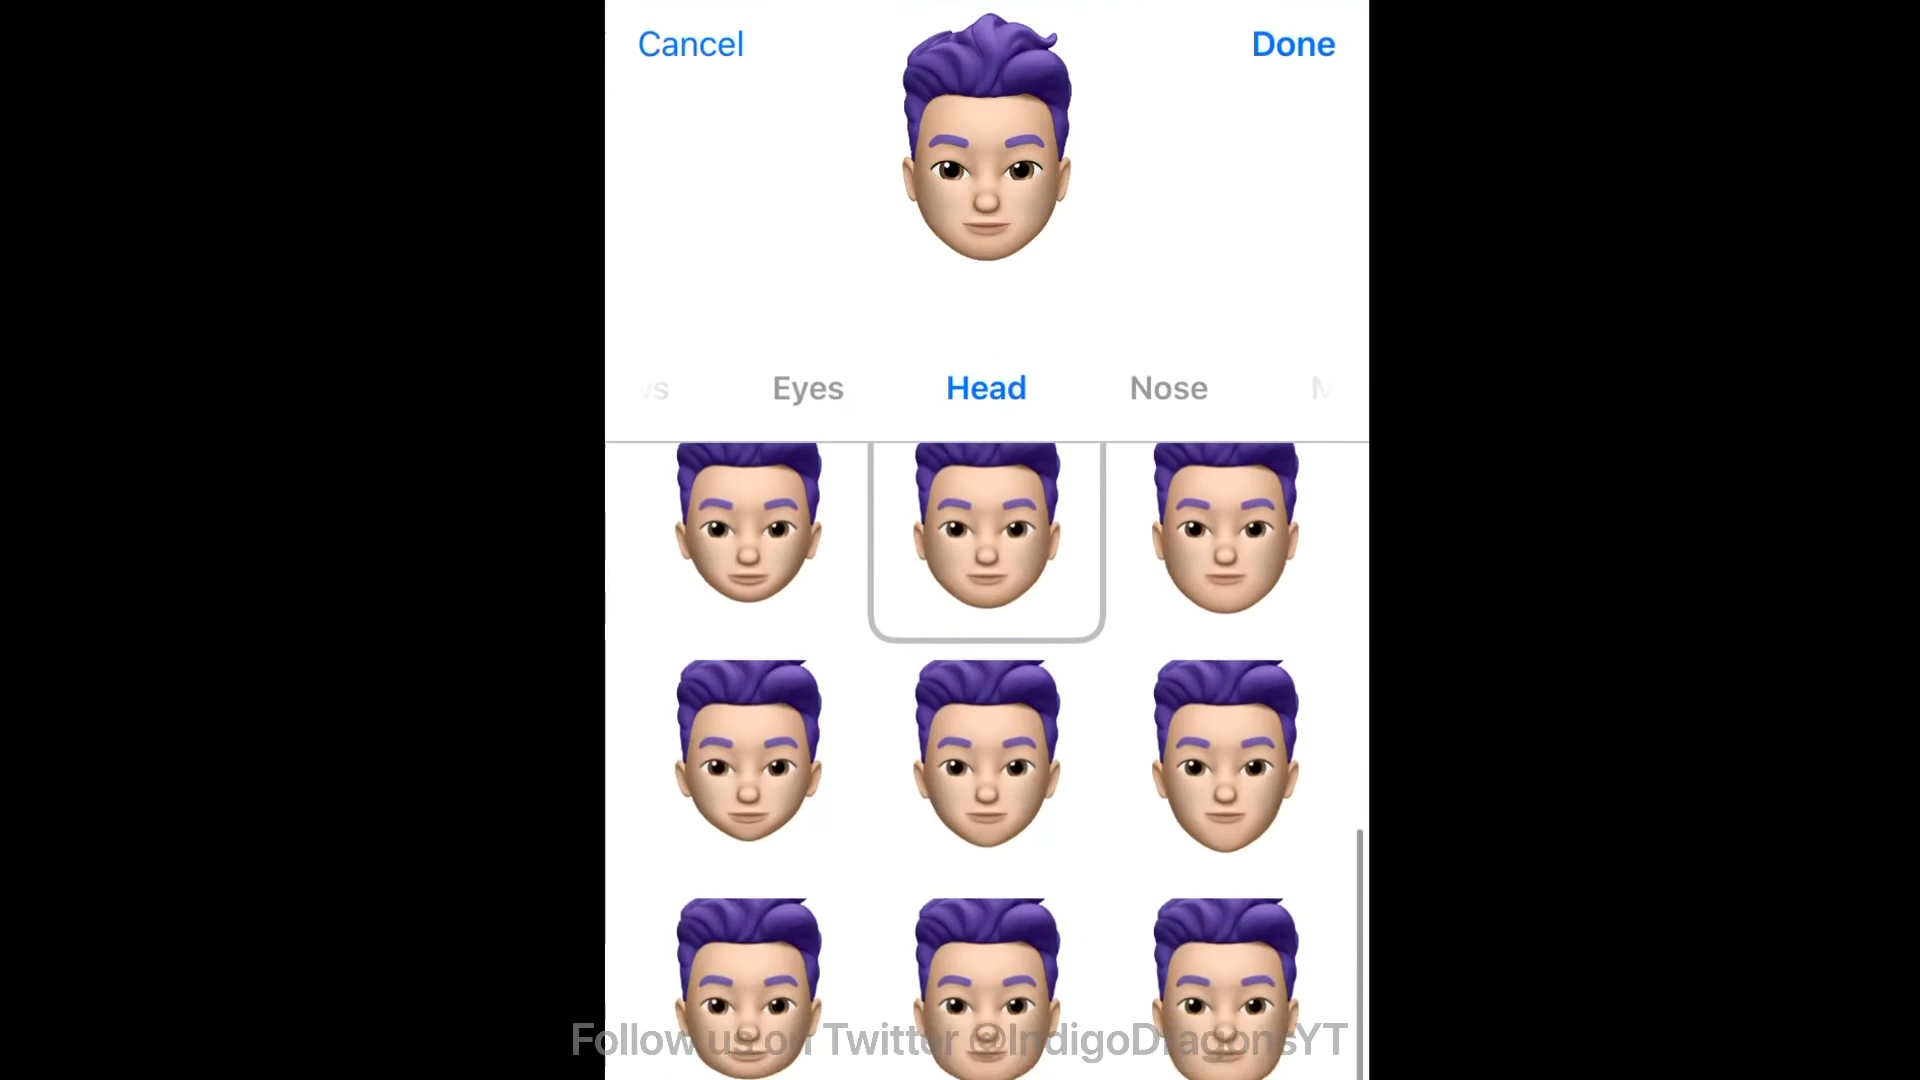 Cancel
Done
Eyes
Head
Nose
Follow us on Twitter @IndigoDragonsYT